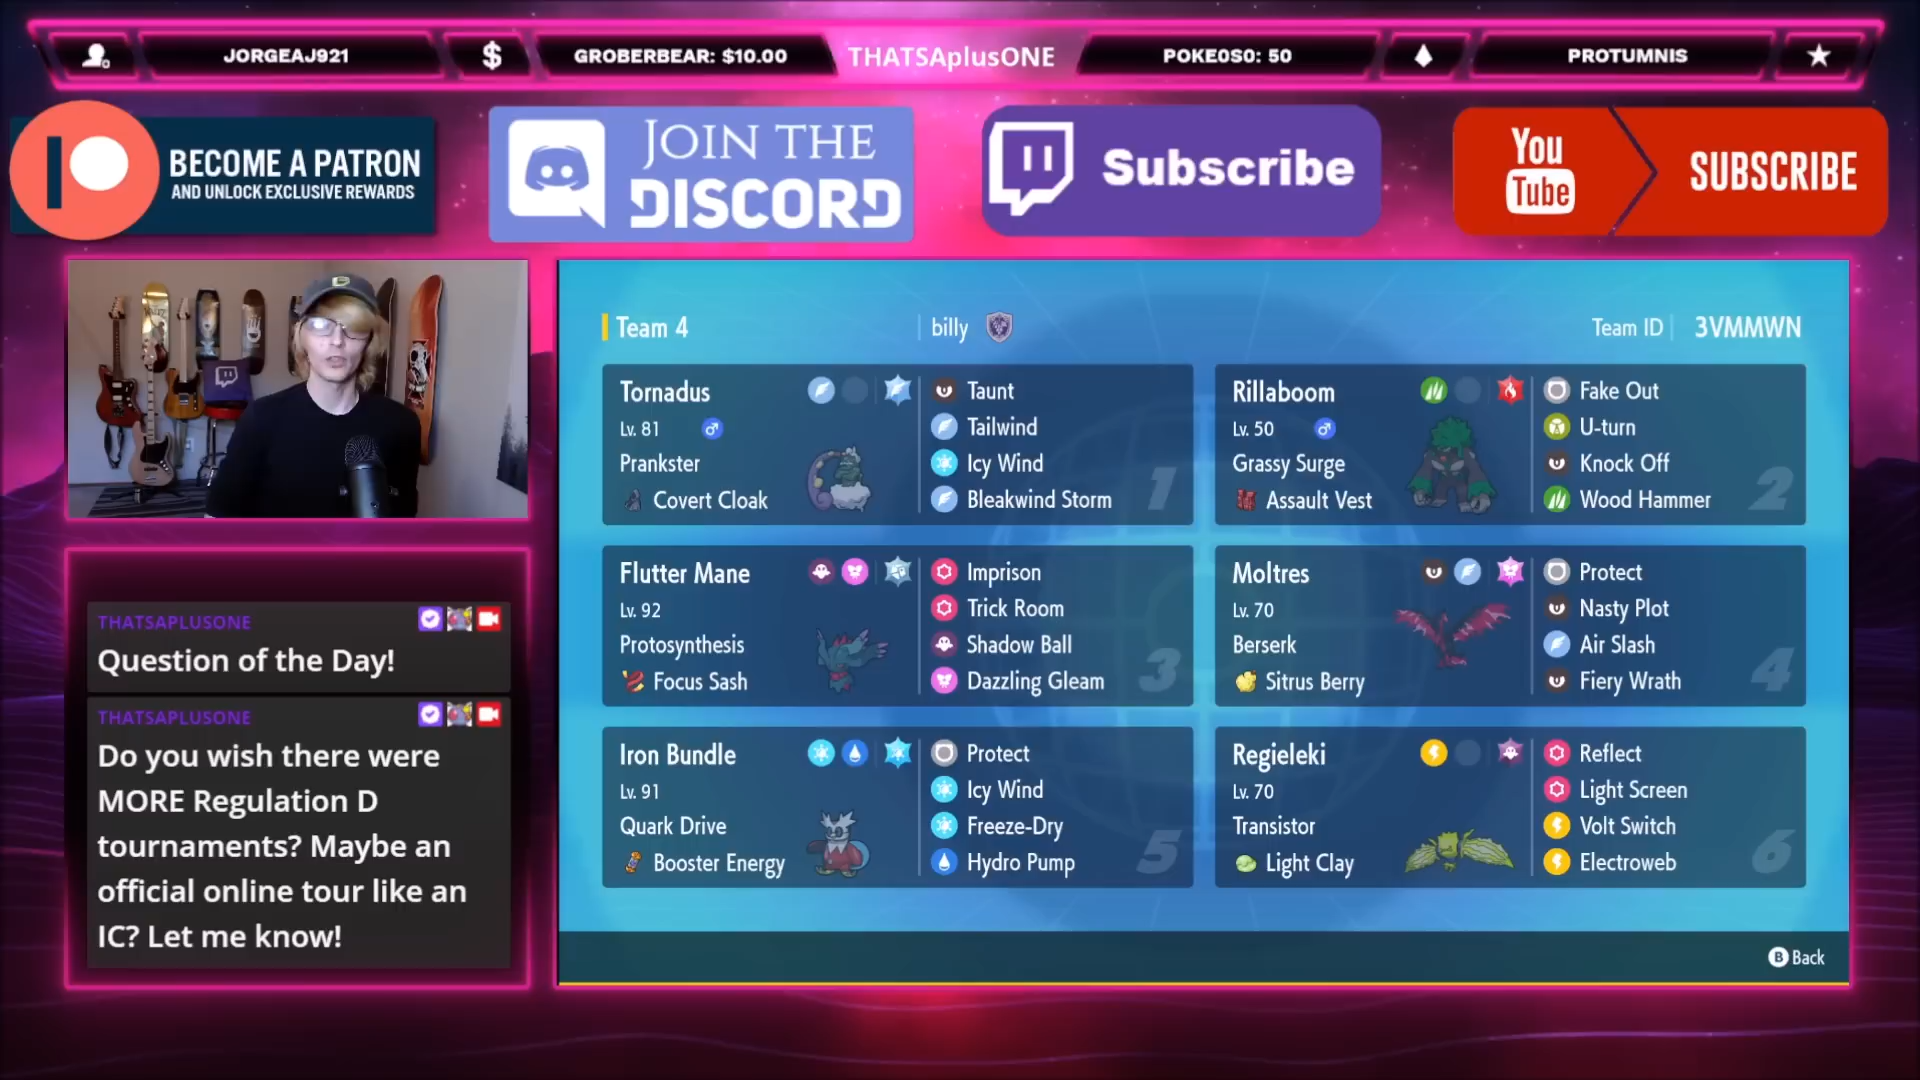 JORGEAJ921
$
GROBERBEAR: $10.00
THATSAplusONE
POKE0S0: 50
PROTUMNIS
BECOME A PATRON
AND UNLOCK EXCLUSIVE REWARDS
JOIN THE
DISCORD
Subscribe
You
Tube
SUBSCRIBE
Team 4
billy
Team ID
3VMMWN
Tornadus
Lv. 81
Prankster
Covert Cloak
Taunt
Tailwind
Icy Wind
Bleakwind Storm
1
Rillaboom
Lv. 50
Grassy Surge
Assault Vest
Fake Out
U-turn
Knock Off
Wood Hammer
2
Flutter Mane
Lv. 92
Protosynthesis
Focus Sash
Imprison
Trick Room
Shadow Ball
Dazzling Gleam
3
Moltres
Lv. 70
Berserk
Sitrus Berry
Protect
Nasty Plot
Air Slash
Fiery Wrath
4
Iron Bundle
Lv. 91
Quark Drive
Booster Energy
Protect
Icy Wind
Freeze-Dry
Hydro Pump
5
Regieleki
Lv. 70
Transistor
Light Clay
Reflect
Light Screen
Volt Switch
Electroweb
6
B Back
THATSAPLUSONE
Question of the Day!
THATSAPLUSONE
Do you wish there were
MORE Regulation D
tournaments? Maybe an
official online tour like an
IC? Let me know!